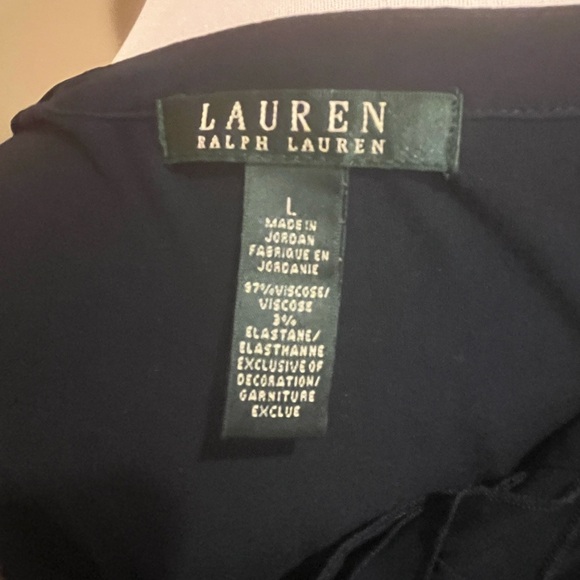 LAUREN
RALPH LAUREN
L
MADE IN
JORDAN
FABRIQUE EN
JORDANIE
97%VISCOSE/
VISCOSE
3%
ELASTANE/
ELASTHANNE
EXCLUSIVE OF
DECORATION/
GARNITURE
EXCLUE